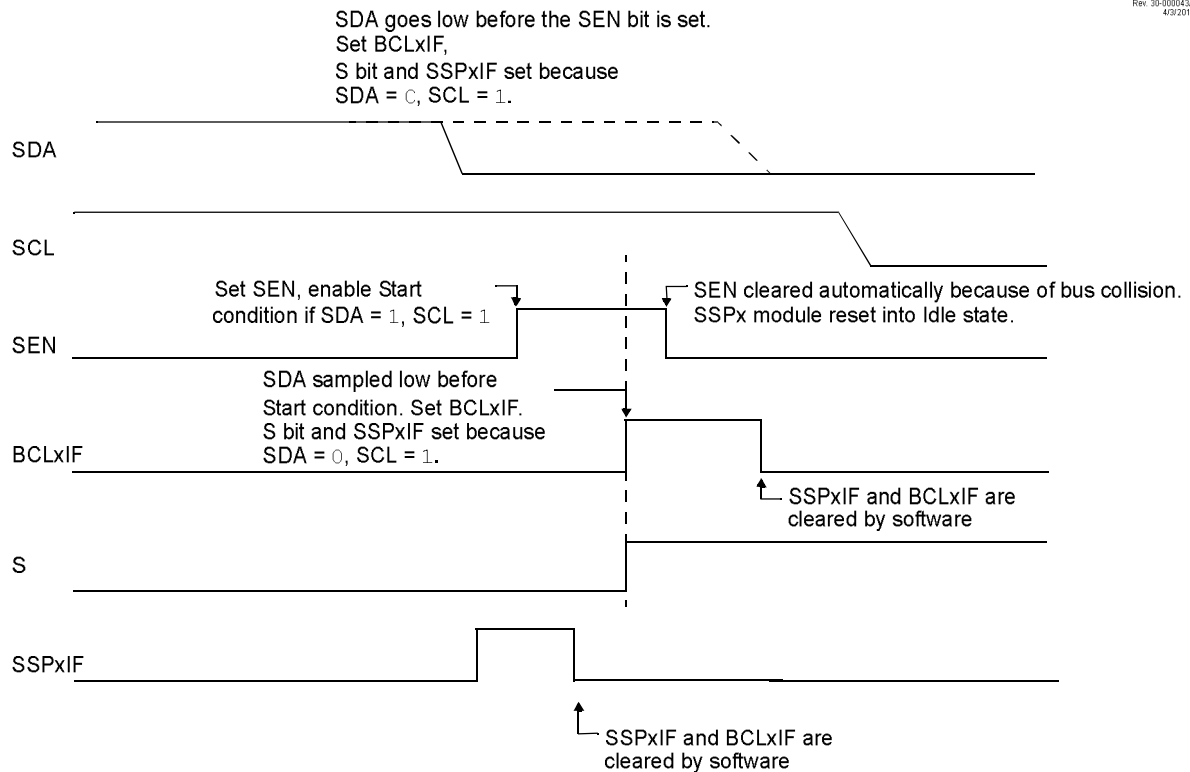 Rev. 30-000043
4/3/201
SDA goes low before the SEN bit is set.
Set BCLxIF,
S bit and SSPxIF set because
SDA = 0, SCL = 1.
SDA
SCL
Set SEN, enable Start
condition if SDA = 1, SCL = 1
SEN cleared automatically because of bus collision.
SSPx module reset into Idle state.
SEN
SDA sampled low before
Start condition. Set BCLxIF.
S bit and SSPxIF set because
SDA = 0, SCL = 1.
BCLxIF
SSPxIF and BCLxIF are
cleared by software
S
SSPxIF
SSPxIF and BCLxIF are
cleared by software